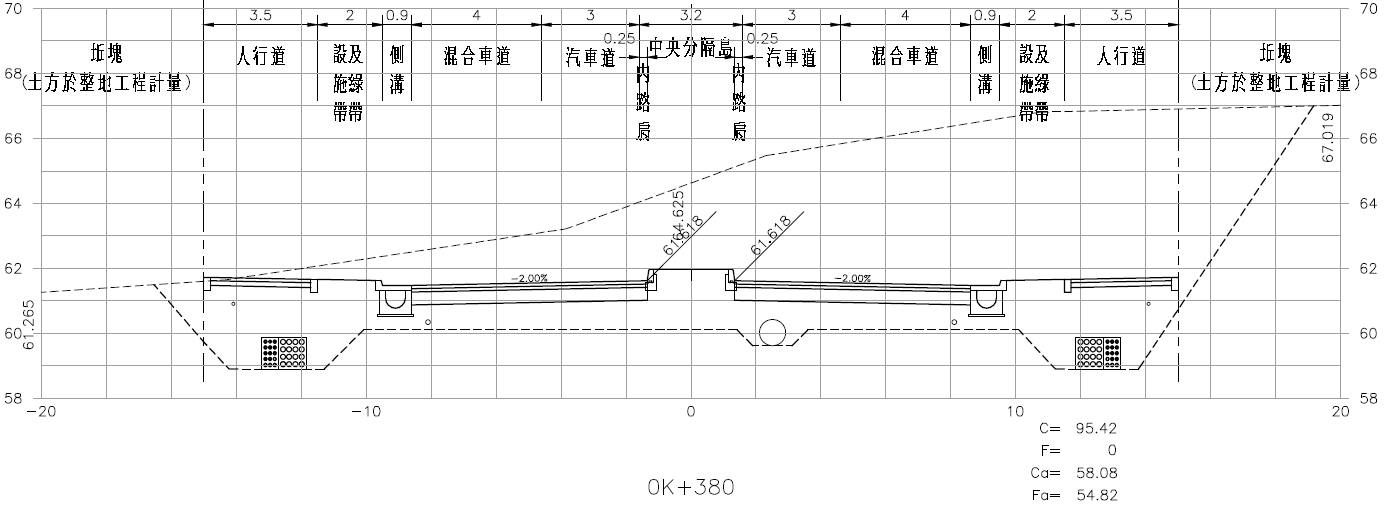 70
3.5
2
0.9
4
3
3.2
3
4
0.9
2
3.5
70
坵塊
(土方於整地工程計量)
人行道
設及
施綠
帶帶
側溝
混合車道
汽車道
0.25
內路肩
中央分隔島
0.25
內路肩
汽車道
混合車道
側溝
設及
施綠
帶帶
人行道
坵塊
(土方於整地工程計量)
68
68
66
66
67.019
64
64
64.625
61.618
61.618
62
-2.00%
-2.00%
62
61.265
60
60
58
58
-20
-10
0
10
20
C= 95.42
F= 0
Ca= 58.08
Fa= 54.82
0K+380